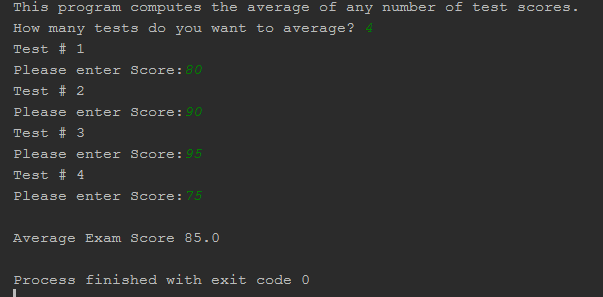 This program computes the average of any number of test scores.
How many tests do you want to average? 4
Test # 1
Please enter Score:80
Test # 2
Please enter Score:90
Test # 3
Please enter Score:95
Test # 4
Please enter Score:75
Average Exam Score 85.0
Process finished with exit code 0